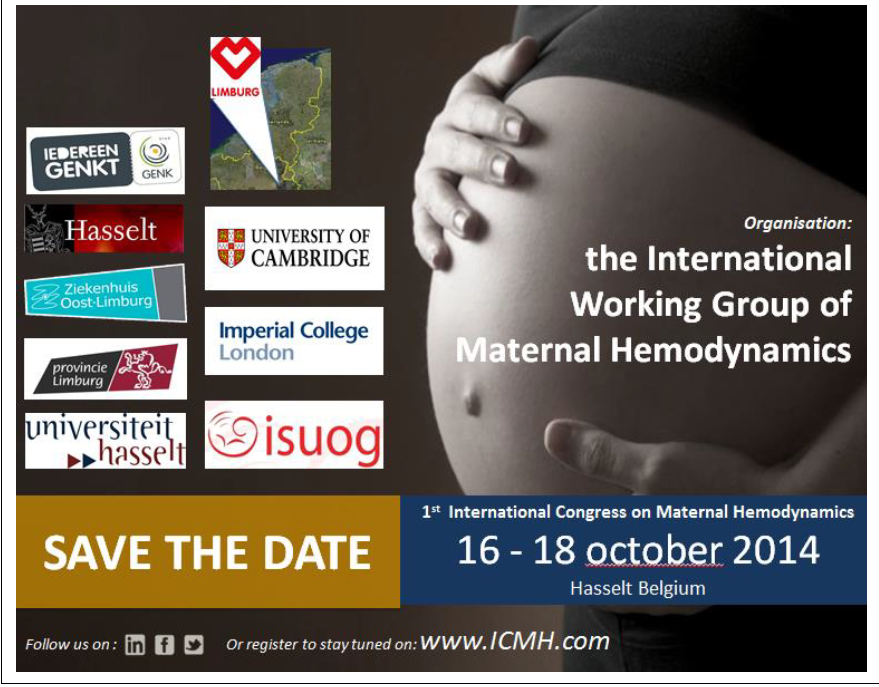 LIMBURG
IEDEREEN
GENKT
GENK
Hasselt
UNIVERSITY OF
CAMBRIDGE
Ziekenhuis
Oost-Limburg
Imperial College
London
provincie
Limburg
universiteit
hasselt
isuog
Organisation:
the International
Working Group of
Maternal Hemodynamics
SAVE THE DATE
1st International Congress on Maternal Hemodynamics
16 - 18 october 2014
Hasselt Belgium
Follow us on : in f
Or register to stay tuned on: www.ICMH.com